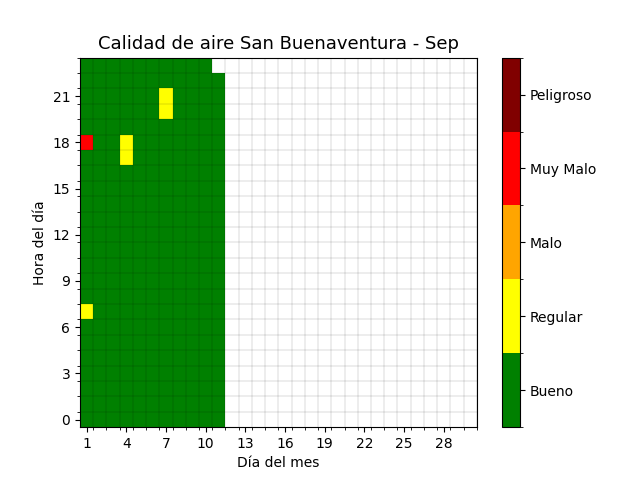 Calidad de aire San Buenaventura - Sep
Hora del día
21
18
15
12
9
6
3
0
1 4 7 10 13 16 19 22 25 28
Día del mes
Peligroso
Muy Malo
Malo
Regular
Bueno